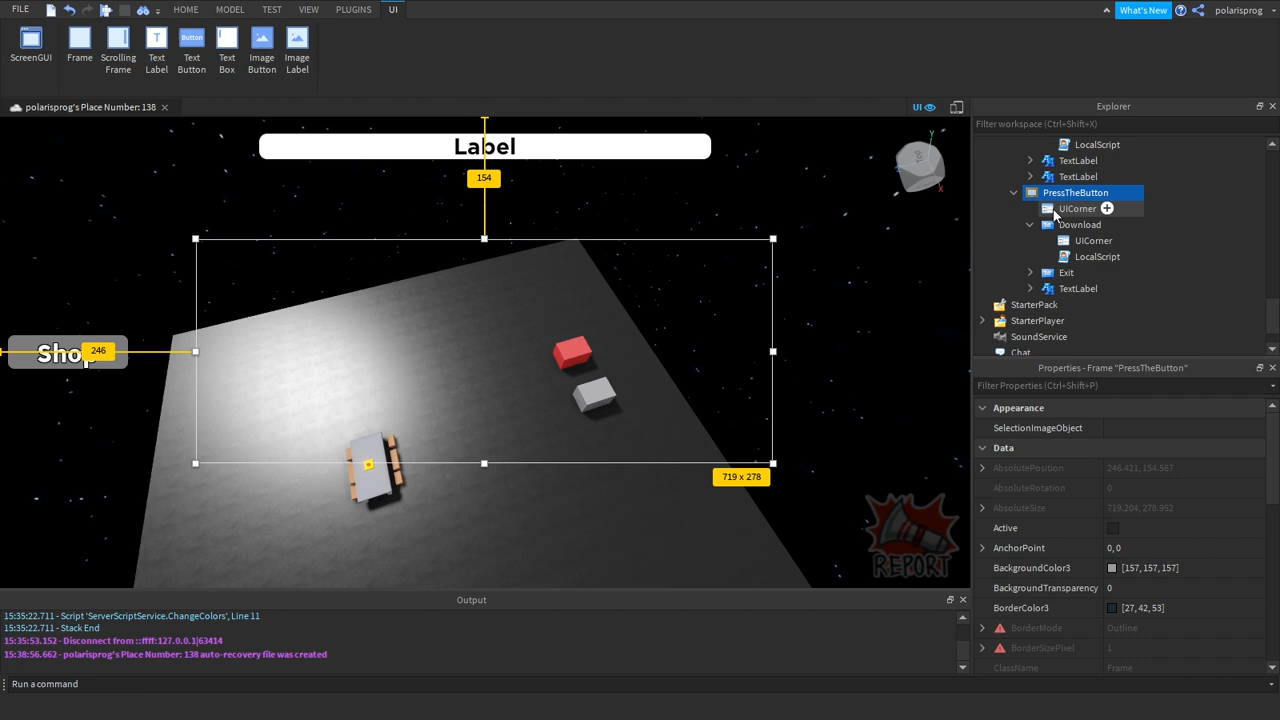 FILE HOME MODEL TEST VIEW PLUGINS UI What's New polarisprog
Button
T
ScreenGUI Frame Scrolling Frame Text Label Text Button Text Box Image Button Image Label
polarisprog's Place Number: 138 UI
Label
154
Top
Y
X
Shop
246
719 x 278
REPORT
Explorer
Filter workspace (Ctrl+Shift+X)
LocalScript
TextLabel
TextLabel
PressTheButton
UICorner
Download
UICorner
LocalScript
Exit
TextLabel
StarterPack
StarterPlayer
SoundService
Chat
Properties - Frame "PressTheButton"
Filter Properties (Ctrl+Shift+P)
Appearance
SelectionImageObject
Data
AbsolutePosition 246.421, 154.567
AbsoluteRotation 0
AbsoluteSize 719.204, 278.952
Active
AnchorPoint 0, 0
BackgroundColor3 [157, 157, 157]
BackgroundTransparency 0
BorderColor3 [27, 42, 53]
BorderMode Outline
BorderSizePixel 1
ClassName Frame
Output
15:35:22.711 - Script 'ServerScriptService.ChangeColors', Line 11
15:35:22.711 - Stack End
15:35:53.152 - Disconnect from ::ffff:127.0.0.1|63414
15:38:56.662 - polarisprog's Place Number: 138 auto-recovery file was created
Run a command